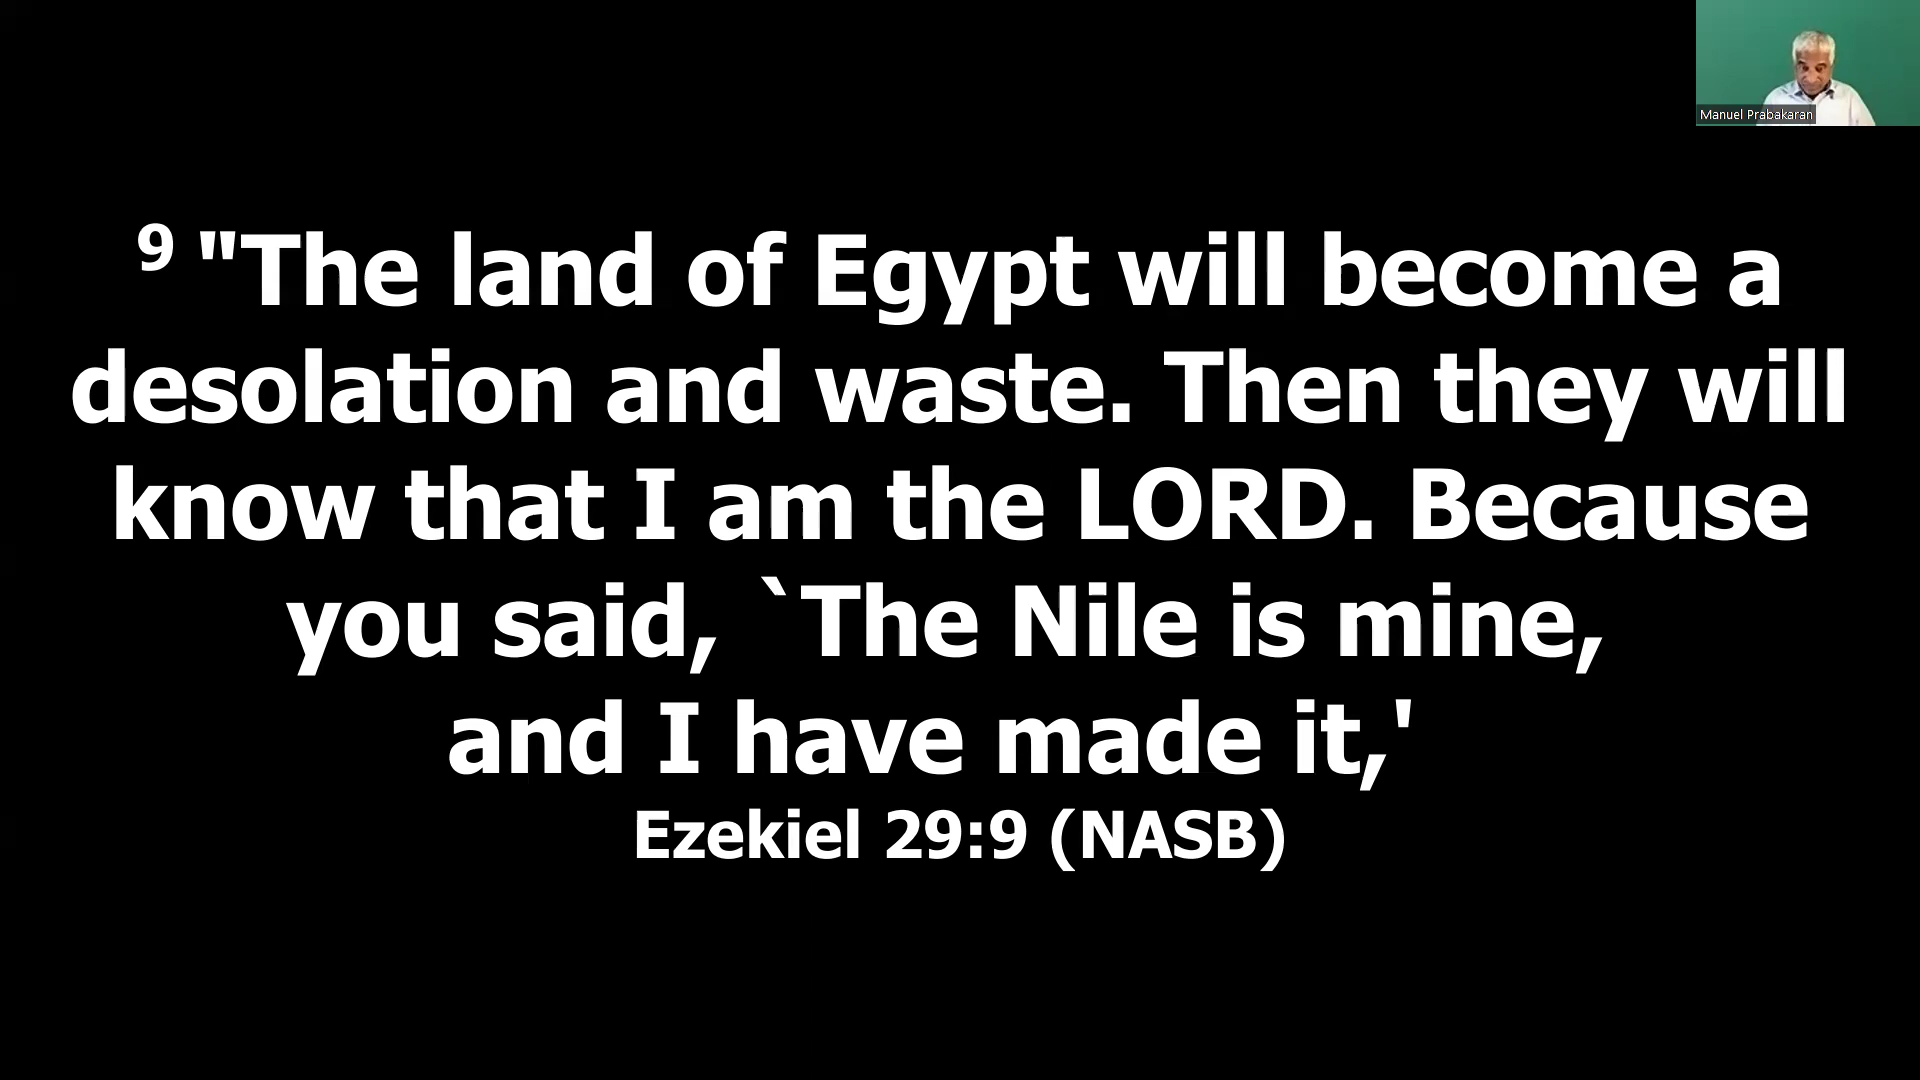 Manuel Prabakaran
9 "The land of Egypt will become a
desolation and waste. Then they will
know that I am the LORD. Because
you said, `The Nile is mine,
and I have made it,'
Ezekiel 29:9 (NASB)